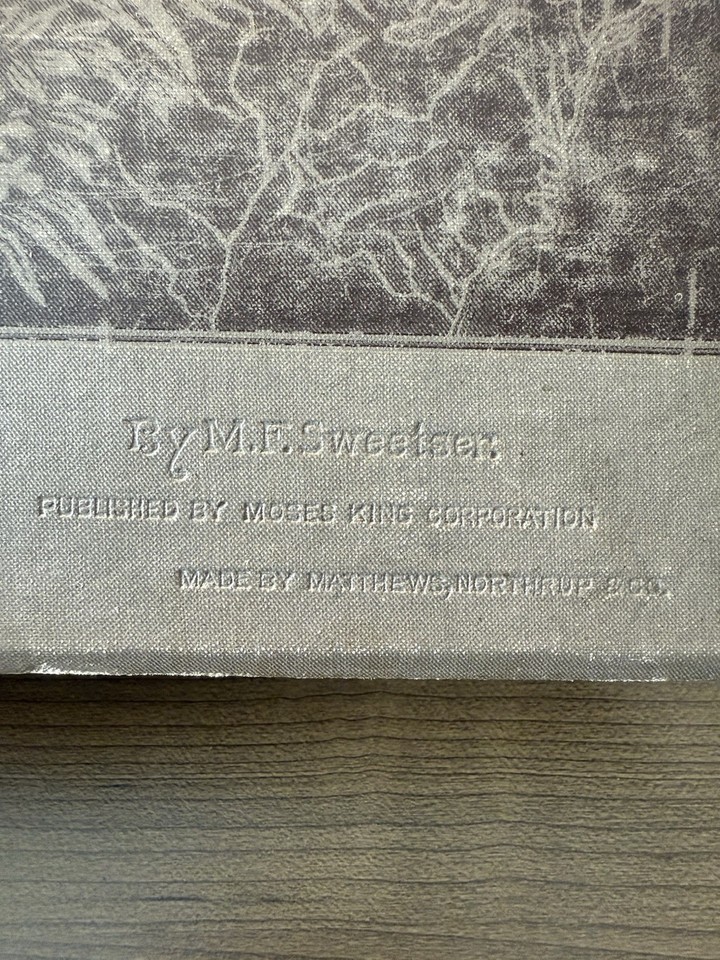 By M.F. Sweetser.
PUBLISHED BY MOSES KING CORPORATION
MADE BY MATTHEWS, NORTHRUP & CO.